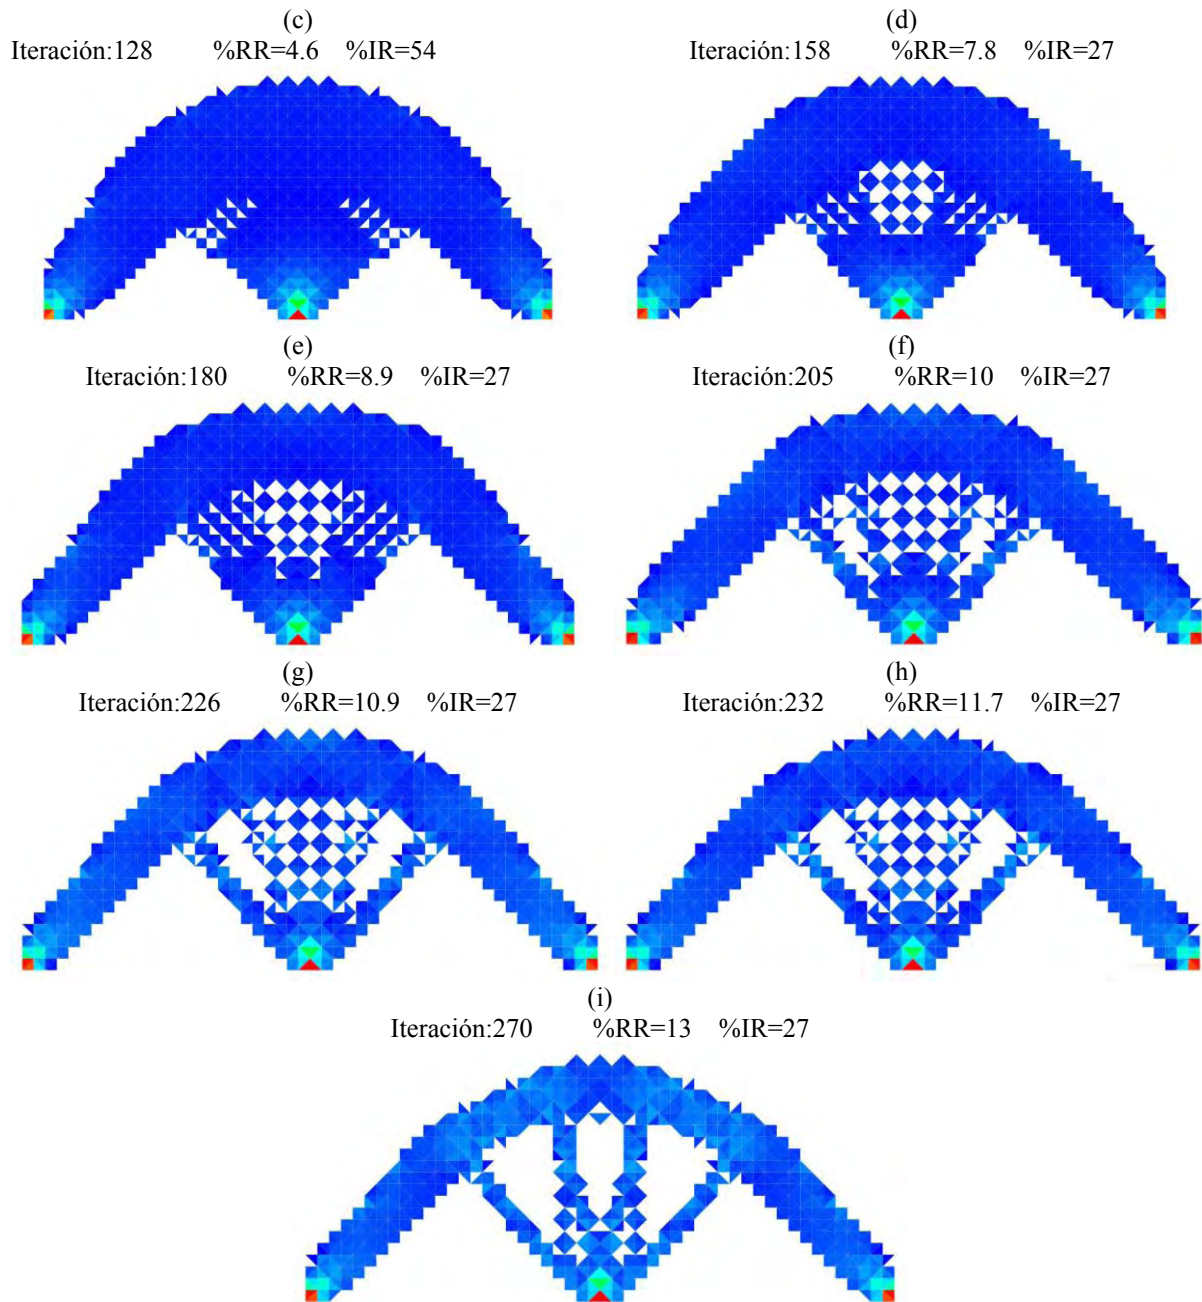 (c)
(d)
Iteración:128 %RR=4.6 %IR=54
Iteración:158 %RR=7.8 %IR=27
(e)
(f)
Iteración:180 %RR=8.9 %IR=27
Iteración:205 %RR=10 %IR=27
(g)
(h)
Iteración:226 %RR=10.9 %IR=27
Iteración:232 %RR=11.7 %IR=27
(i)
Iteración:270 %RR=13 %IR=27